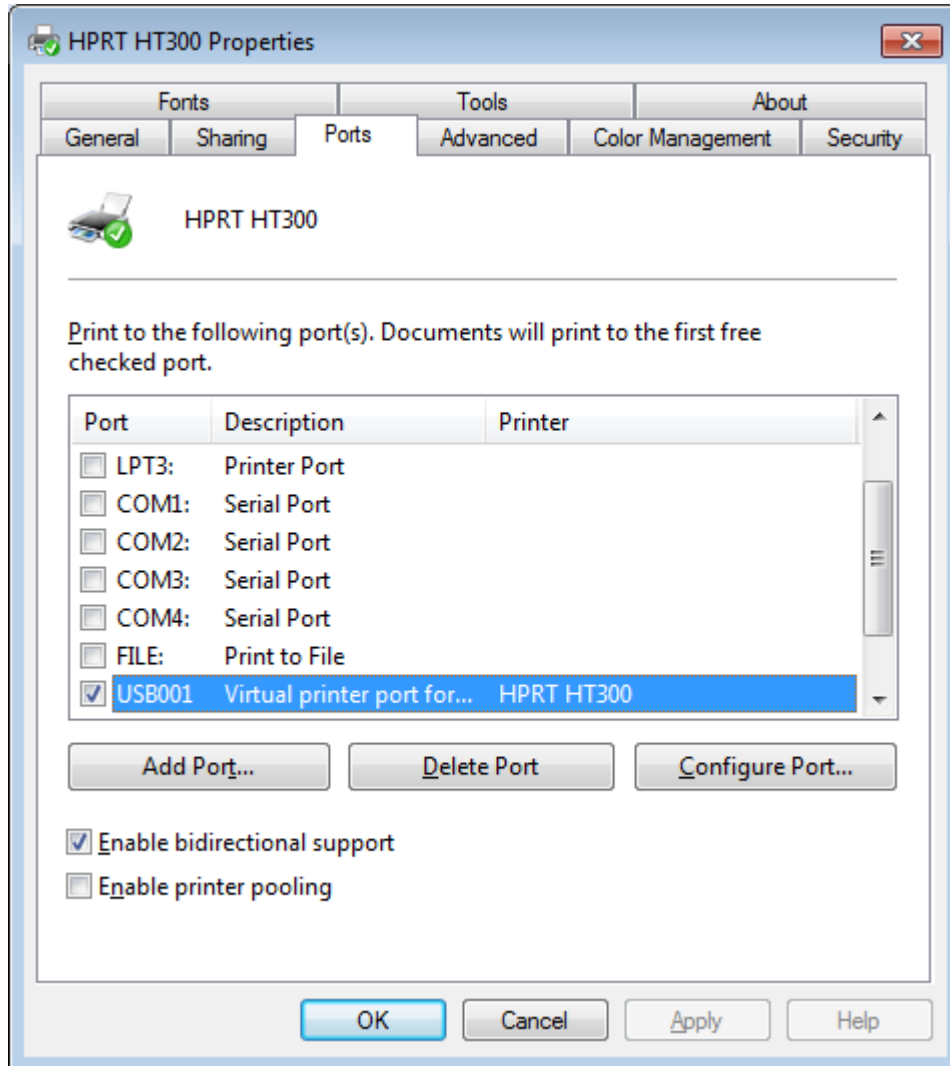 HPRT HT300 Properties
Fonts Tools About
General Sharing Ports Advanced Color Management Security
HPRT HT300
Print to the following port(s). Documents will print to the first free
checked port.
Port Description Printer
LPT3: Printer Port
COM1: Serial Port
COM2: Serial Port
COM3: Serial Port
COM4: Serial Port
FILE: Print to File
USB001 Virtual printer port for... HPRT HT300
Add Port... Delete Port Configure Port...
Enable bidirectional support
Enable printer pooling
OK Cancel Apply Help